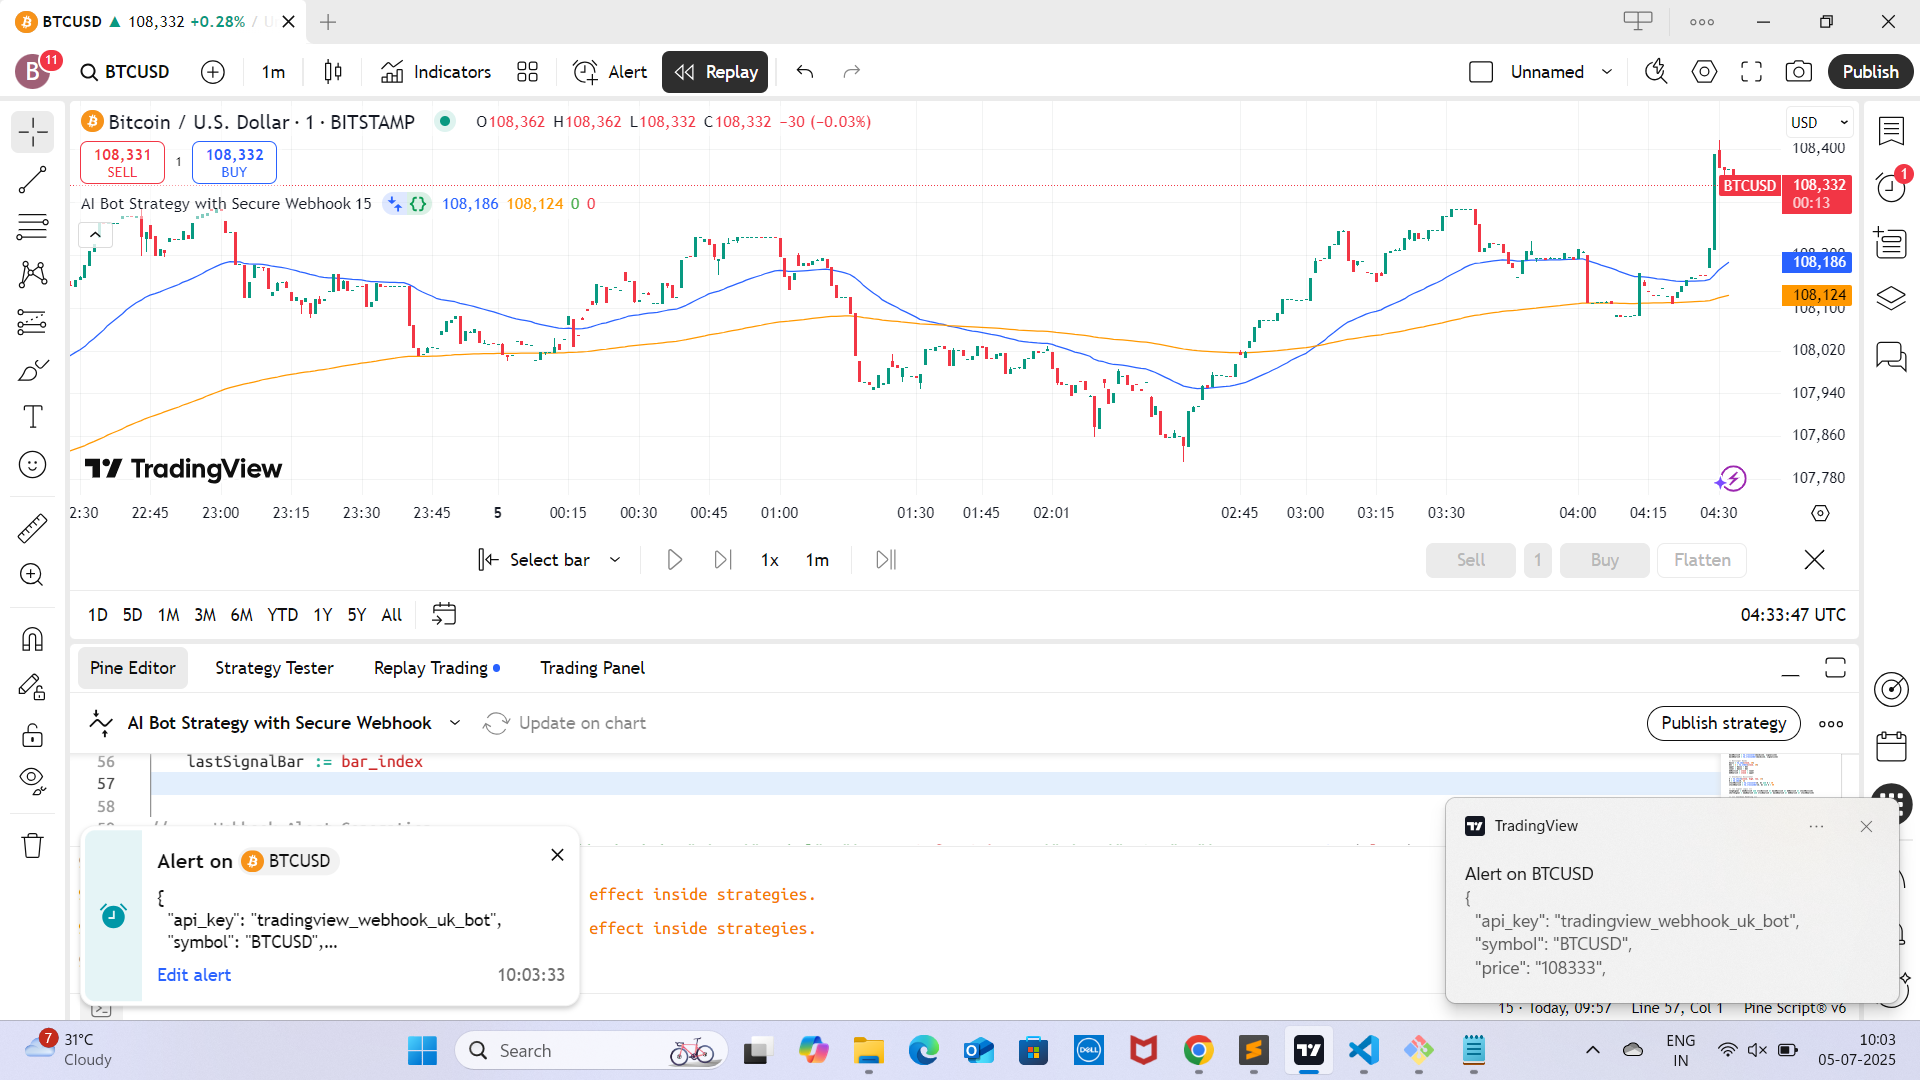 BTCUSD ▲ 108,332 +0.28% /
B 11 BTCUSD 1m Indicators Alert Replay Unnamed Publish
Bitcoin / U.S. Dollar · 1 · BITSTAMP O108,362 H108,362 L108,332 C108,332 −30 (−0.03%)
USD
108,400
108,331 SELL 1 108,332 BUY
BTCUSD 108,332
00:13
AI Bot Strategy with Secure Webhook 15 108,186 108,124 0 0
108,186
108,124
108,100
108,020
107,940
107,860
107,780
TradingView
2:30 22:45 23:00 23:15 23:30 23:45 5 00:15 00:30 00:45 01:00 01:30 01:45 02:01 02:45 03:00 03:15 03:30 04:00 04:15 04:30
Select bar 1x 1m Sell 1 Buy Flatten
1D 5D 1M 3M 6M YTD 1Y 5Y All 04:33:47 UTC
Pine Editor Strategy Tester Replay Trading Trading Panel
AI Bot Strategy with Secure Webhook Update on chart Publish strategy
56 lastSignalBar := bar_index
57
58
effect inside strategies.
effect inside strategies.
Alert on BTCUSD
{
"api_key": "tradingview_webhook_uk_bot",
"symbol": "BTCUSD",...
Edit alert 10:03:33
TradingView
Alert on BTCUSD
{
"api_key": "tradingview_webhook_uk_bot",
"symbol": "BTCUSD",
"price": "108333",
15 · Today, 09:57 Line 57, Col 1 Pine Script® v6
1
7 31°C
Cloudy
Search
DELL
ENG
IN
10:03
05-07-2025